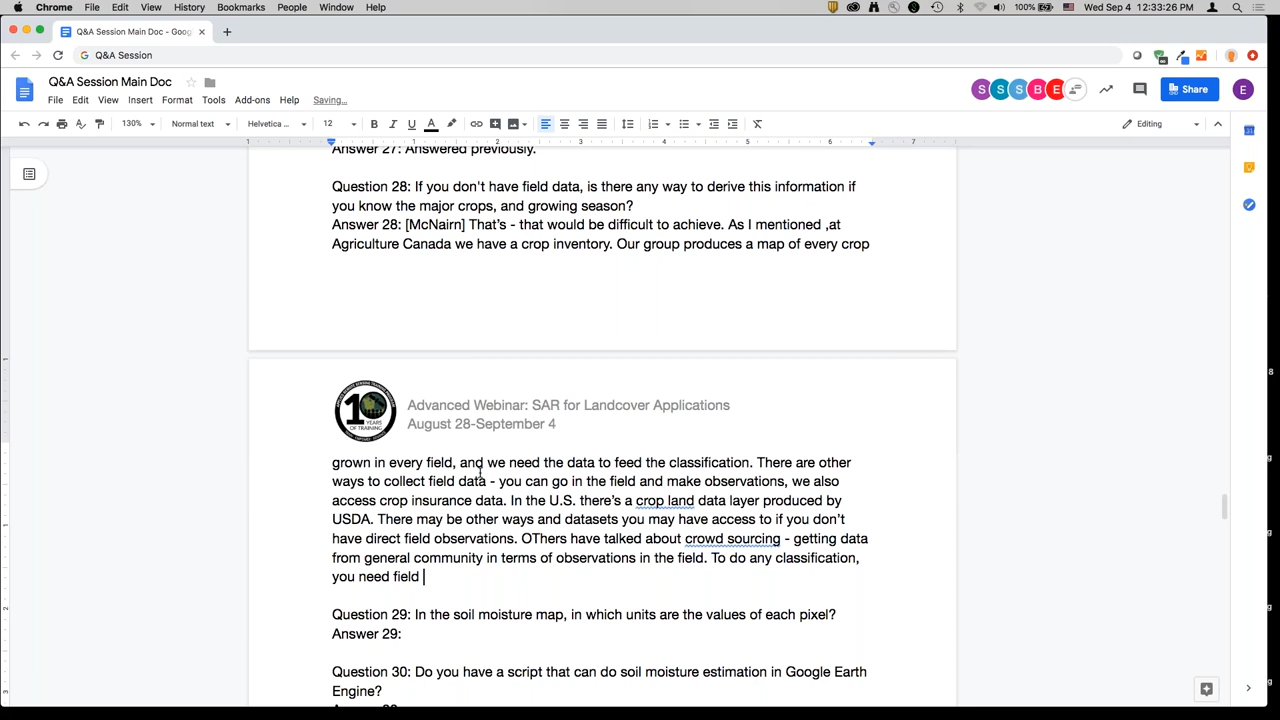 Chrome File Edit View History Bookmarks People Window Help 100% Wed Sep 4 12:33:26 PM
Q&A Session Main Doc - Goog
Q&A Session
Q&A Session Main Doc
File Edit View Insert Format Tools Add-ons Help Saving...
S S S B E Share E
130% Normal text Helvetica ... 12 B I U A Editing
1 1 2 3 4 5 6 7
Answer 27: Answered previously.
Question 28: If you don't have field data, is there any way to derive this information if
you know the major crops, and growing season?
Answer 28: [McNairn] That's - that would be difficult to achieve. As I mentioned ,at
Agriculture Canada we have a crop inventory. Our group produces a map of every crop
10 YEARS OF TRAINING
Advanced Webinar: SAR for Landcover Applications
August 28-September 4
grown in every field, and we need the data to feed the classification. There are other
ways to collect field data - you can go in the field and make observations, we also
access crop insurance data. In the U.S. there's a crop land data layer produced by
USDA. There may be other ways and datasets you may have access to if you don't
have direct field observations. OThers have talked about crowd sourcing - getting data
from general community in terms of observations in the field. To do any classification,
you need field
Question 29: In the soil moisture map, in which units are the values of each pixel?
Answer 29:
Question 30: Do you have a script that can do soil moisture estimation in Google Earth
Engine?